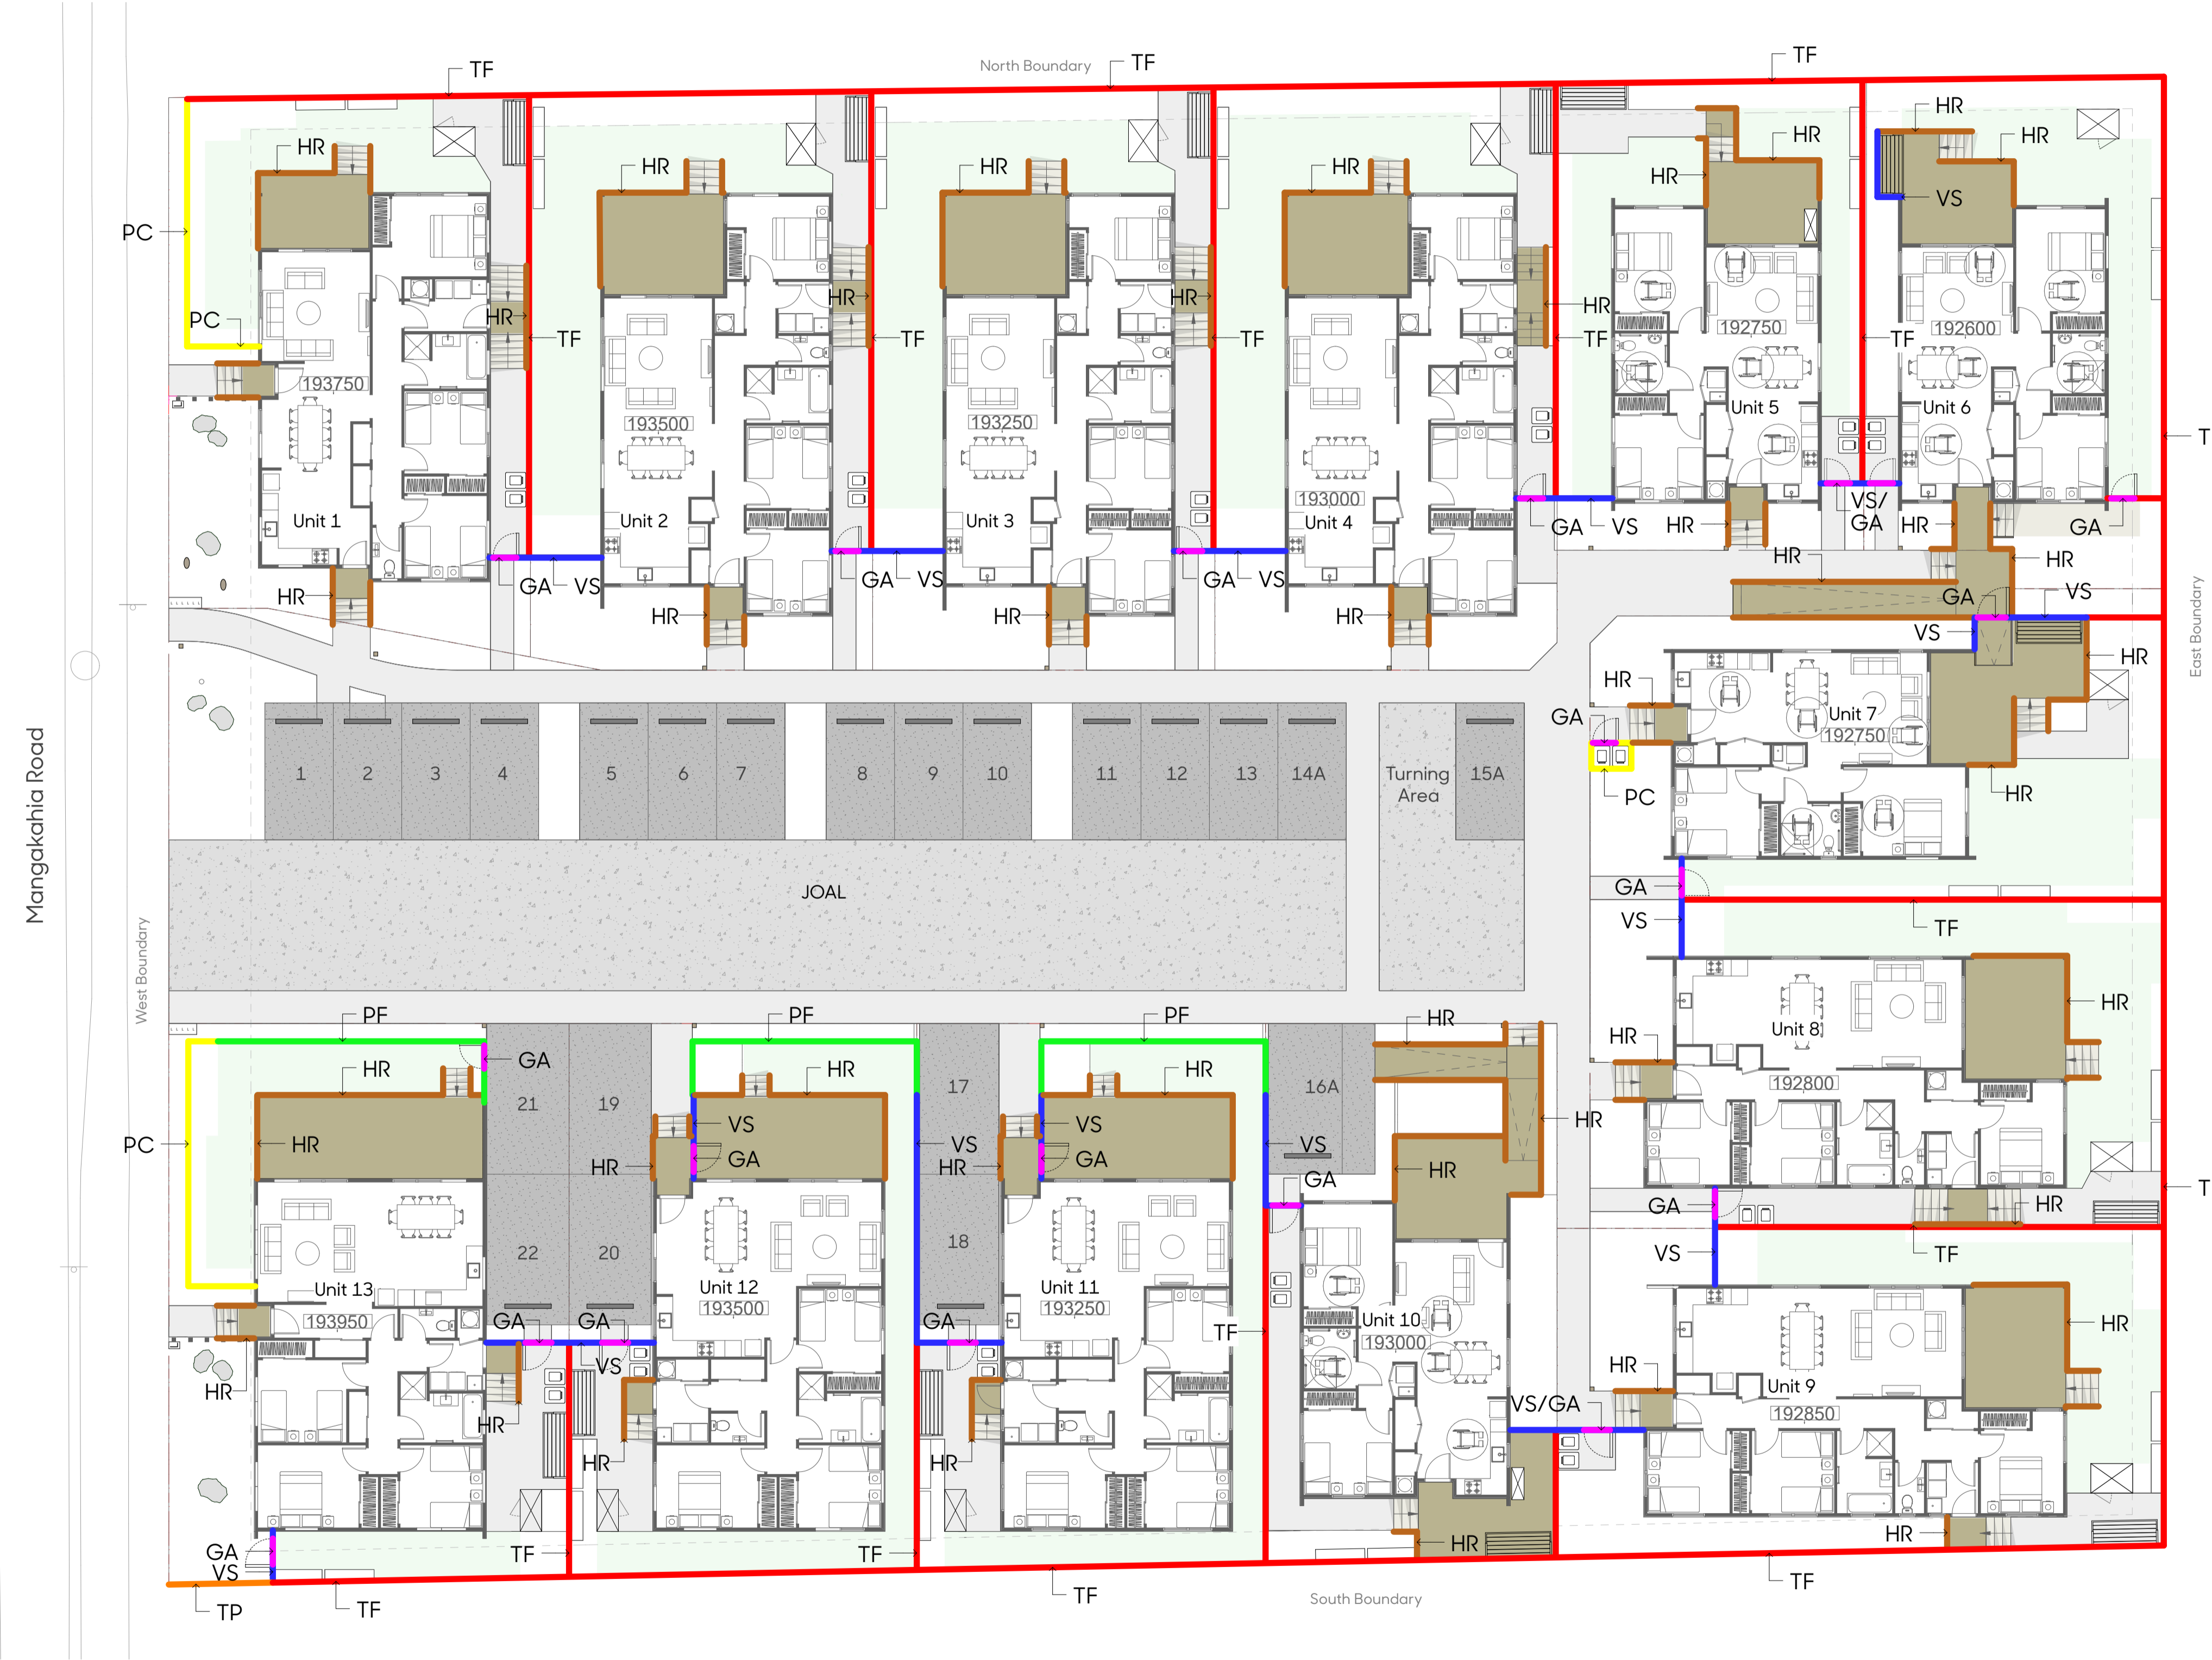 North Boundary
TF
TF
TF
HR
HR
HR
HR
HR
HR
HR
HR
HR
VS
PC
PC
HR
HR
HR
HR
TF
TF
TF
TF
TF
193750
193500
193250
193000
192750
192600
Unit 1
Unit 2
Unit 3
Unit 4
Unit 5
Unit 6
T
GA
VS
GA
VS
GA
VS
GA
VS
HR
VS/
GA
HR
GA
HR
HR
HR
HR
HR
HR
GA
VS
VS
East Boundary
HR
HR
GA
Unit 7
192750
PC
HR
Mangakahia Road
West Boundary
1
2
3
4
5
6
7
8
9
10
11
12
13
14A
Turning
Area
15A
JOAL
GA
VS
TF
HR
HR
Unit 8
192800
GA
HR
VS
TF
T
PF
PF
PF
HR
HR
GA
HR
HR
PC
HR
21
19
17
16A
VS
GA
HR
VS
HR
VS
GA
VS
GA
HR
HR
22
20
18
Unit 13
193950
Unit 12
193500
Unit 11
193250
Unit 10
193000
TF
GA
GA
VS
GA
HR
HR
HR
HR
HR
HR
Unit 9
192850
VS/GA
HR
HR
GA
VS
TF
TF
TP
TF
TF
TF
South Boundary